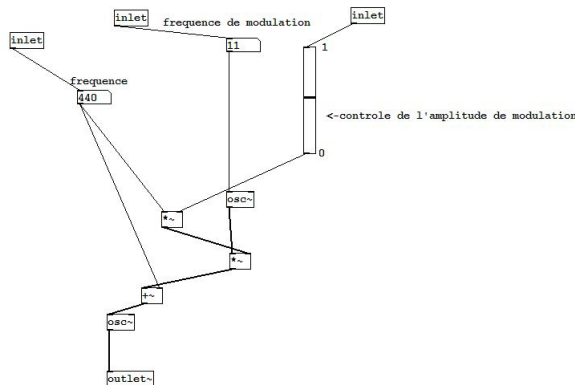 inlet
frequence de modulation
inlet
inlet
11
1
frequence
440
<-controle de l'amplitude de modulation
0
osc~
*~
*~
+~
osc~
outlet~